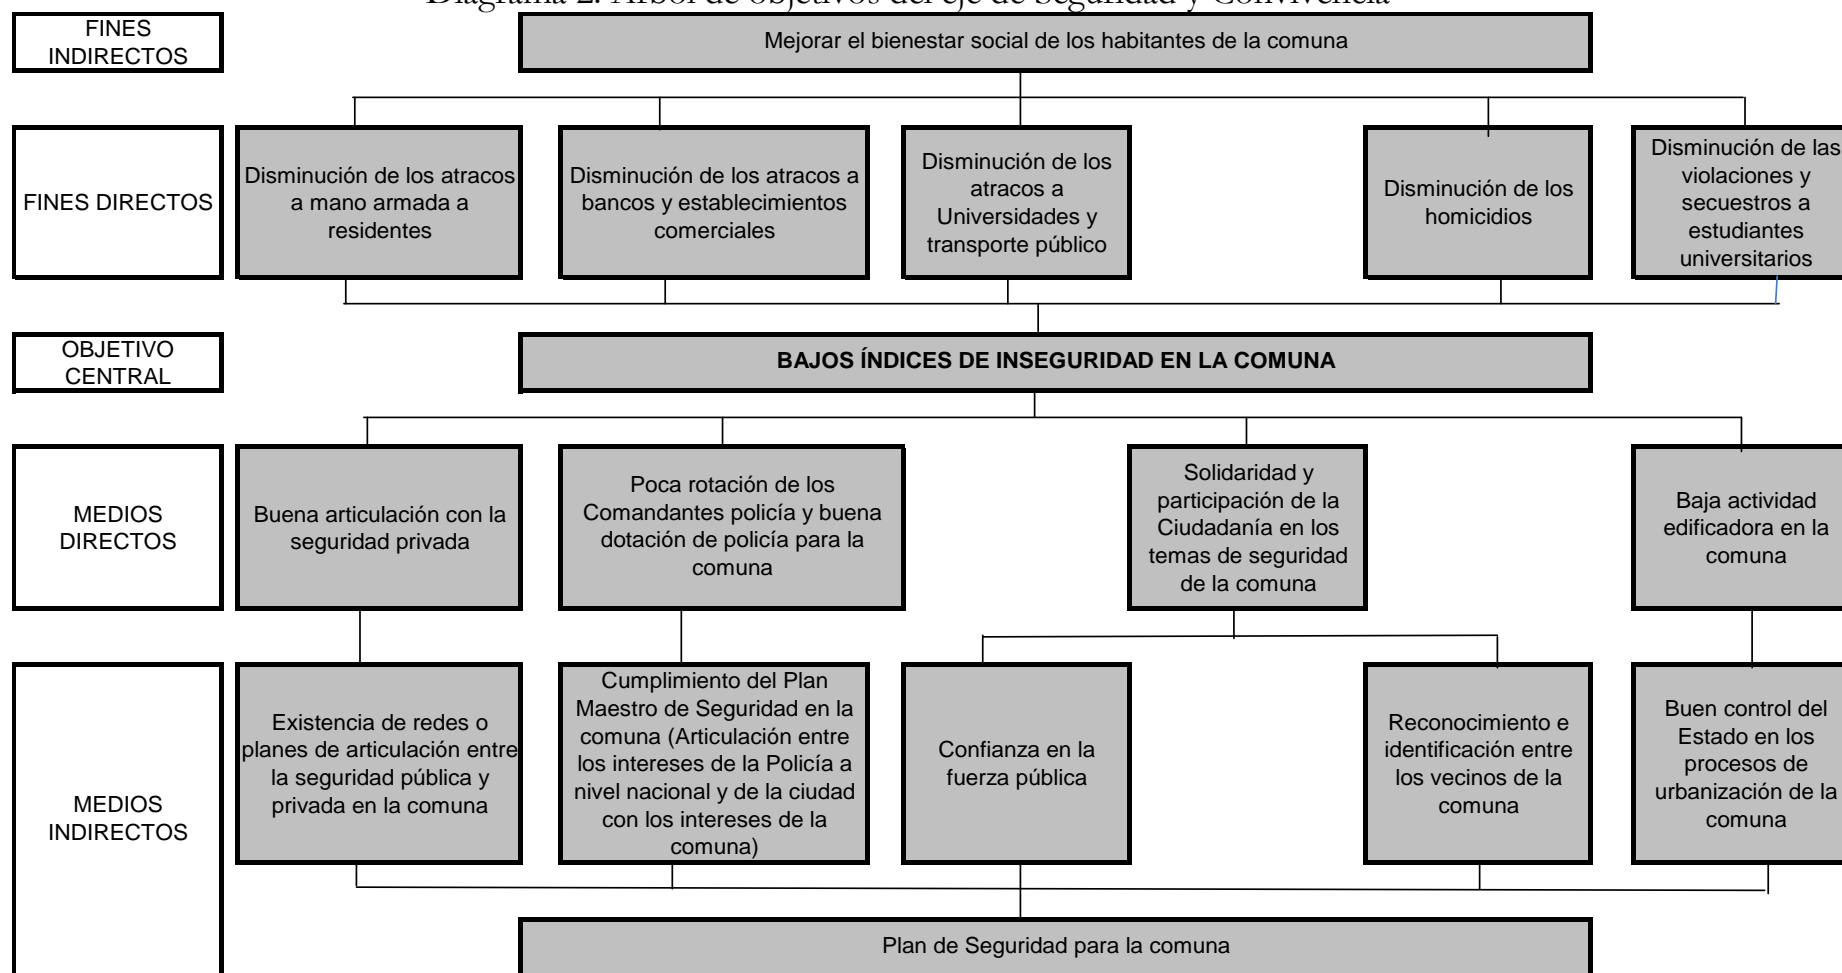 Diagrama 2. Árbol de objetivos del eje de Seguridad y Convivencia
FINES
INDIRECTOS
Mejorar el bienestar social de los habitantes de la comuna
FINES DIRECTOS
Disminución de los atracos
a mano armada a
residentes
Disminución de los atracos a
bancos y establecimientos
comerciales
Disminución de los
atracos a
Universidades y
transporte público
Disminución de los
homicidios
Disminución de las
violaciones y
secuestros a
estudiantes
universitarios
OBJETIVO
CENTRAL
BAJOS ÍNDICES DE INSEGURIDAD EN LA COMUNA
MEDIOS
DIRECTOS
Buena articulación con la
seguridad privada
Poca rotación de los
Comandantes policía y buena
dotación de policía para la
comuna
Solidaridad y
participación de la
Ciudadanía en los
temas de seguridad
de la comuna
Baja actividad
edificadora en la
comuna
MEDIOS
INDIRECTOS
Existencia de redes o
planes de articulación entre
la seguridad pública y
privada en la comuna
Cumplimiento del Plan
Maestro de Seguridad en la
comuna (Articulación entre
los intereses de la Policía a
nivel nacional y de la ciudad
con los intereses de la
comuna)
Confianza en la
fuerza pública
Reconocimiento e
identificación entre
los vecinos de la
comuna
Buen control del
Estado en los
procesos de
urbanización de la
comuna
Plan de Seguridad para la comuna